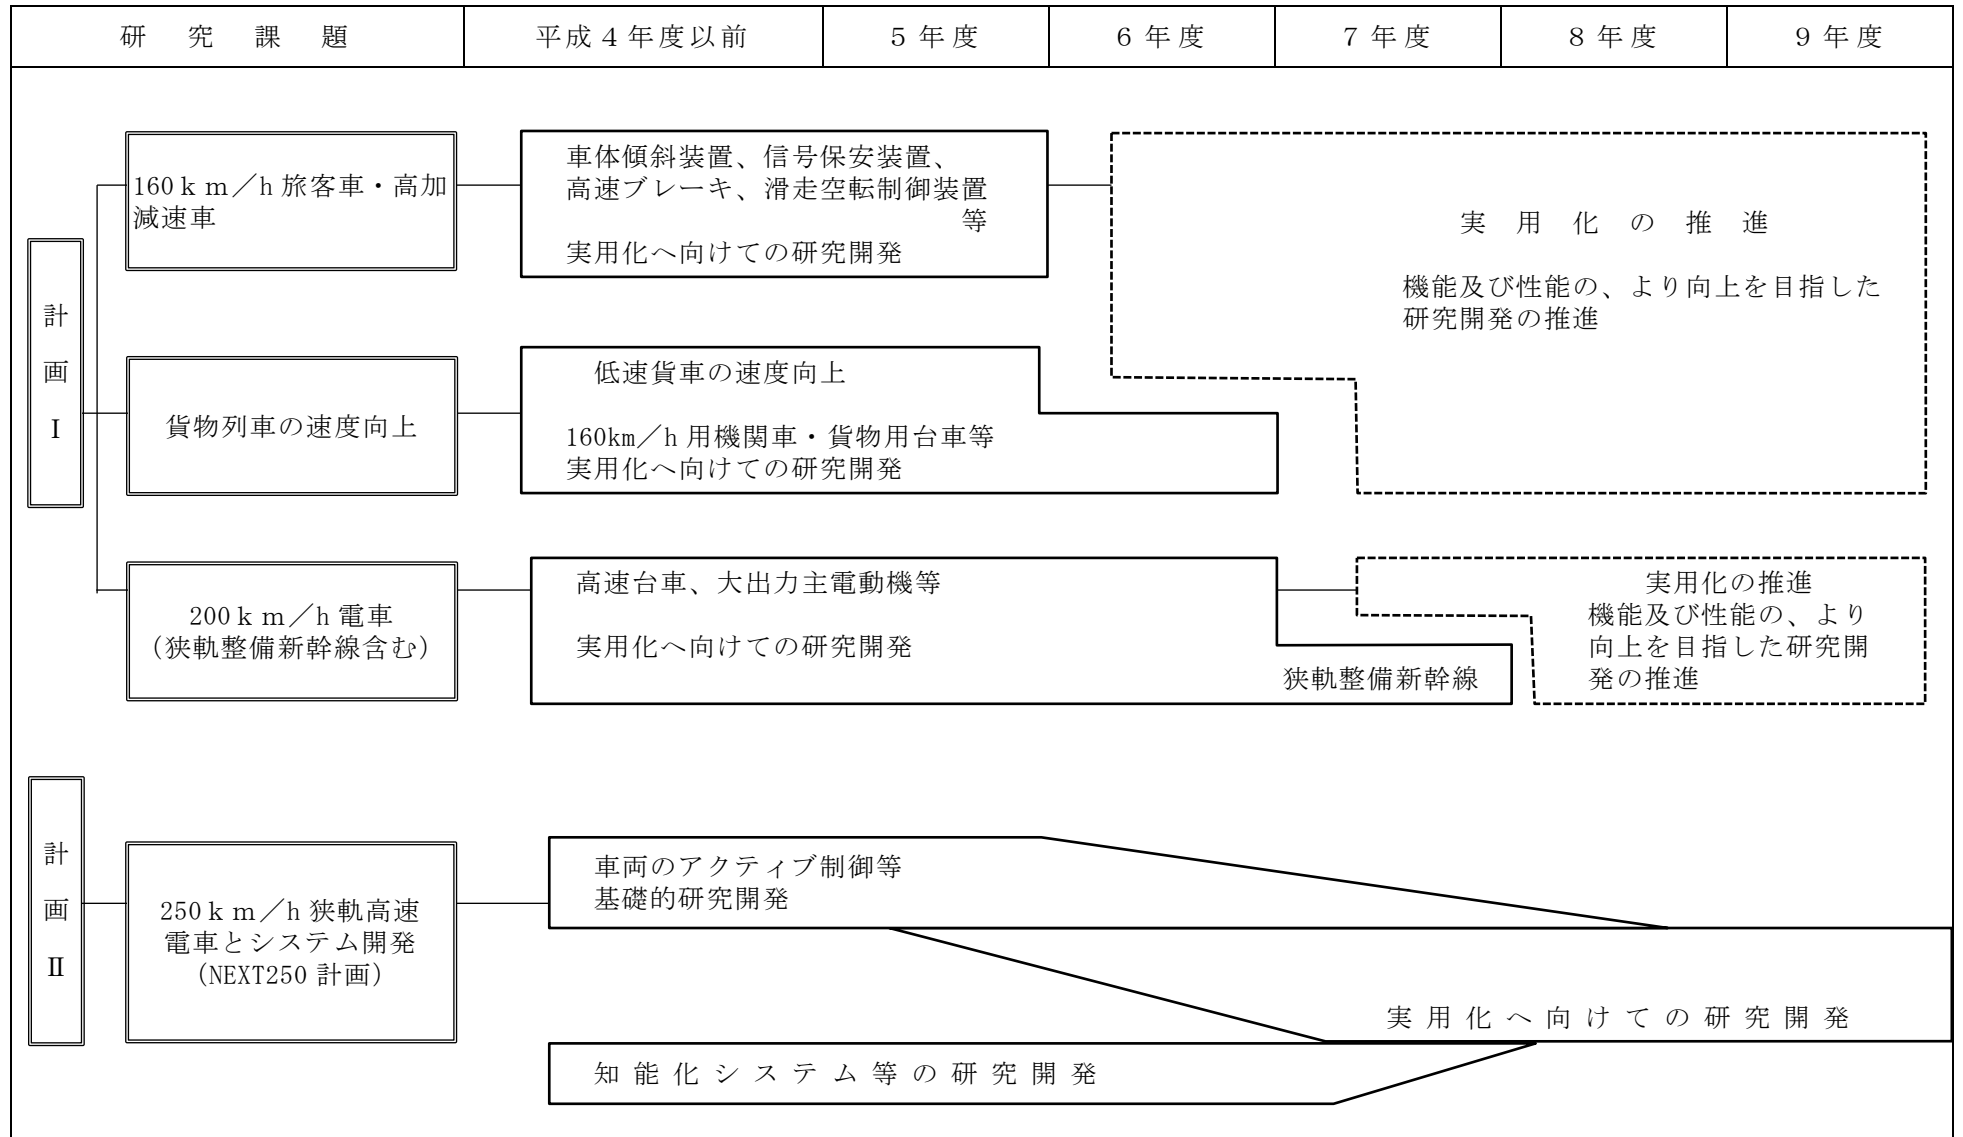 研究課題
平成4年度以前
5年度
6年度
7年度
8年度
9年度
計画Ⅰ
160km/h旅客車・高加
減速車
車体傾斜装置、信号保安装置、
高速ブレーキ、滑走空転制御装置
等
実用化へ向けての研究開発
実用化の推進
機能及び性能の、より向上を目指した
研究開発の推進
貨物列車の速度向上
低速貨車の速度向上
160km/h用機関車・貨物用台車等
実用化へ向けての研究開発
200km/h電車
(狭軌整備新幹線含む)
高速台車、大出力主電動機等
実用化へ向けての研究開発
狭軌整備新幹線
実用化の推進
機能及び性能の、より
向上を目指した研究開
発の推進
計画Ⅱ
250km/h狭軌高速
電車とシステム開発
(NEXT250計画)
車両のアクティブ制御等
基礎的研究開発
実用化へ向けての研究開発
知能化システム等の研究開発